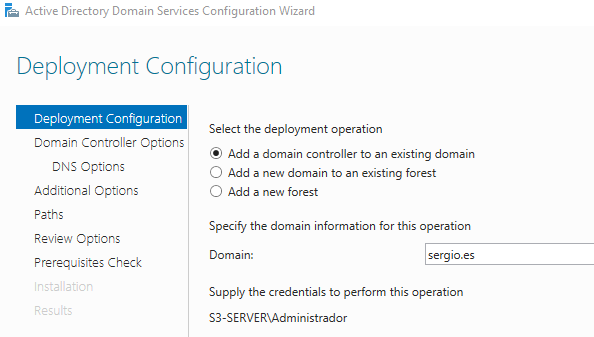 Active Directory Domain Services Configuration Wizard
Deployment Configuration
Deployment Configuration
Domain Controller Options
DNS Options
Additional Options
Paths
Review Options
Prerequisites Check
Installation
Results
Select the deployment operation
Add a domain controller to an existing domain
Add a new domain to an existing forest
Add a new forest
Specify the domain information for this operation
Domain:
sergio.es
Supply the credentials to perform this operation
S3-SERVER\Administrador